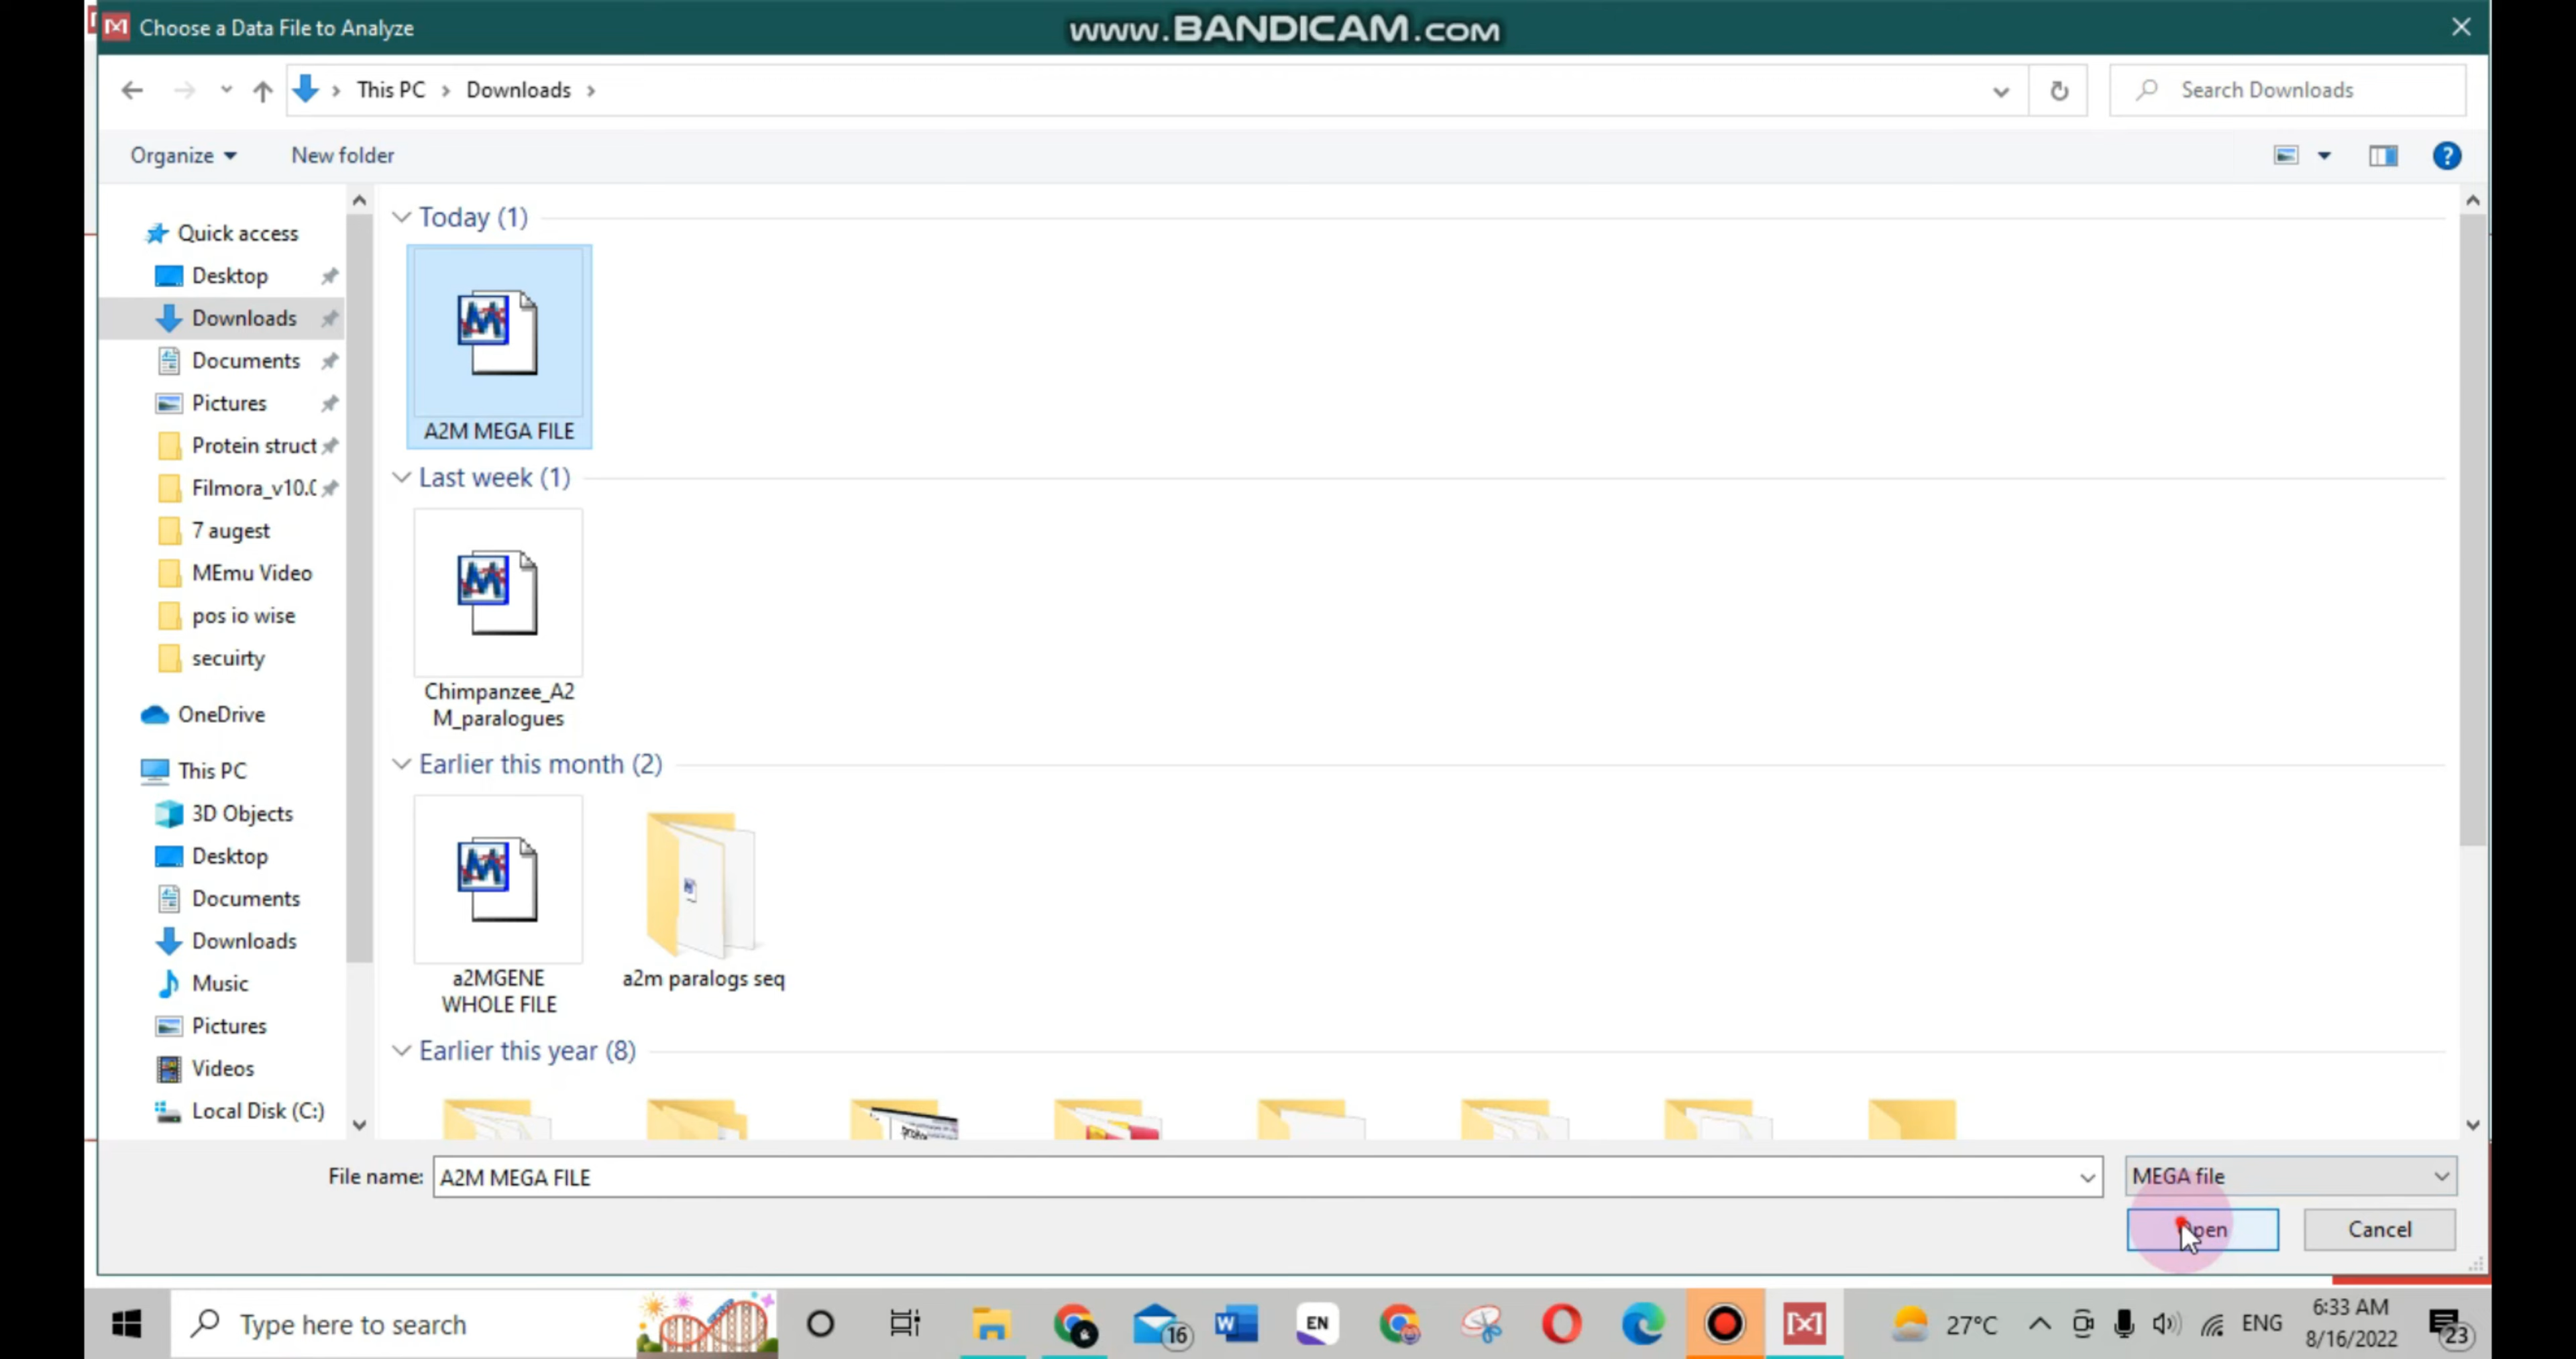 Choose a Data File to Analyze
www.BANDICAM.com
This PC
Downloads
Search Downloads
Organize
New folder
Quick access
Desktop
Downloads
Documents
Pictures
Protein struct
Filmora_v10.0
7 augest
MEmu Video
pos io wise
secuirty
OneDrive
This PC
3D Objects
Desktop
Documents
Downloads
Music
Pictures
Videos
Local Disk (C:)
Today (1)
A2M MEGA FILE
Last week (1)
Chimpanzee_A2
M_paralogues
Earlier this month (2)
a2MGENE
WHOLE FILE
a2m paralogs seq
Earlier this year (8)
File name: A2M MEGA FILE
MEGA file
Open
Cancel
Type here to search
16
EN
27°C
ENG
6:33 AM
8/16/2022
23